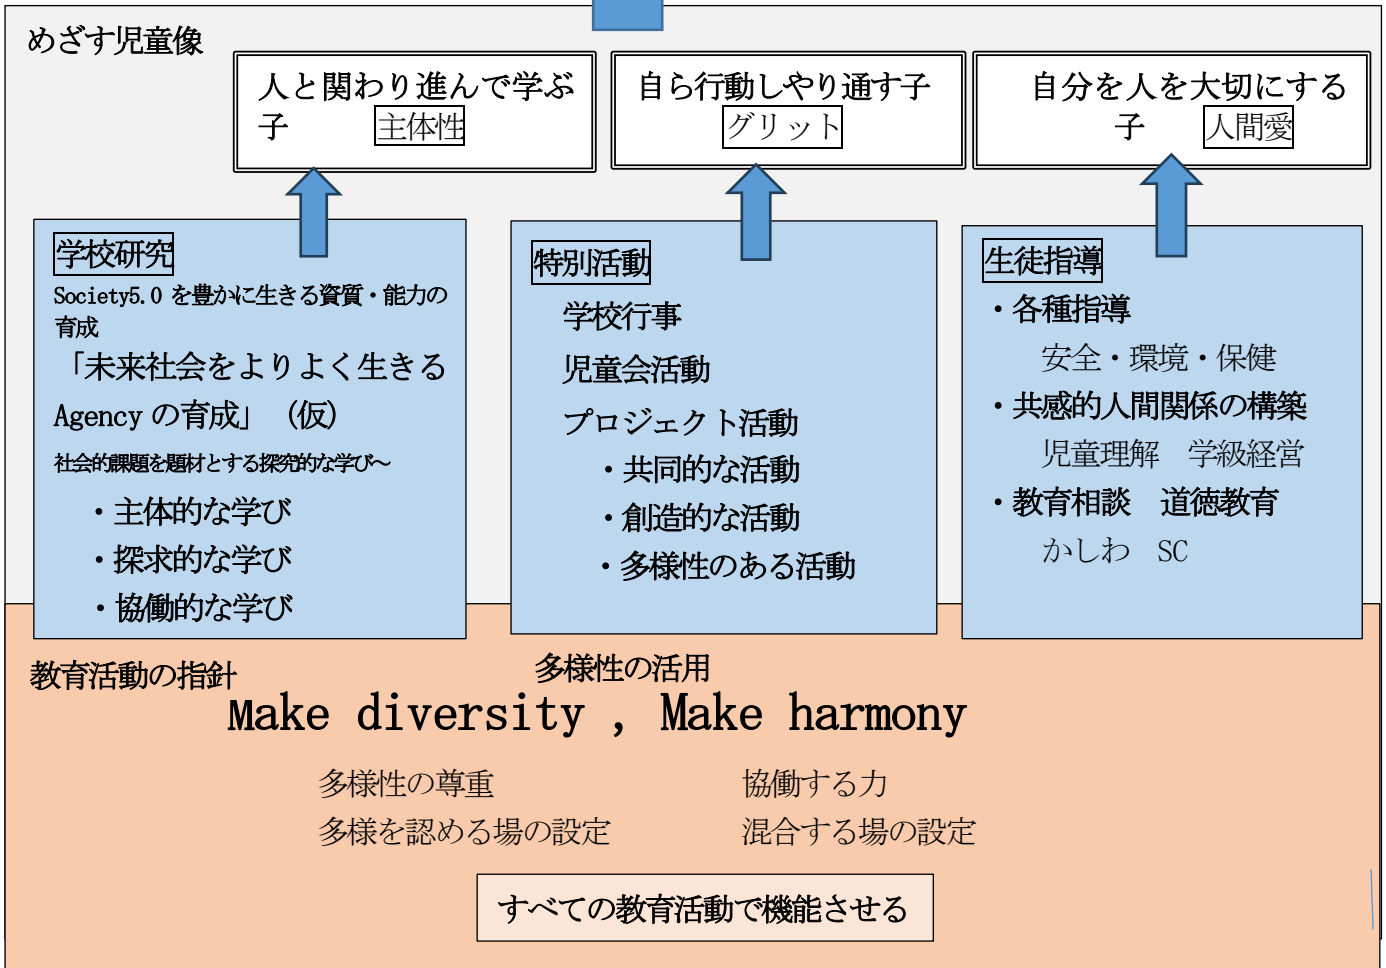 めざす児童像
人と関わり進んで学ぶ
子 主体性
自ら行動しやり通す子
グリット
自分を人を大切にする
子 人間愛
学校研究
Society5.0 を豊かに生きる資質・能力の
育成
「未来社会をよりよく生きる
Agency の育成」（仮）
社会的課題を題材とする探究的な学び～
・主体的な学び
・探求的な学び
・協働的な学び
特別活動
学校行事
児童会活動
プロジェクト活動
・共同的な活動
・創造的な活動
・多様性のある活動
生徒指導
・各種指導
安全・環境・保健
・共感的人間関係の構築
児童理解　学級経営
・教育相談　道徳教育
かしわ　SC
教育活動の指針
多様性の活用
Make diversity , Make harmony
多様性の尊重
協働する力
多様を認める場の設定
混合する場の設定
すべての教育活動で機能させる